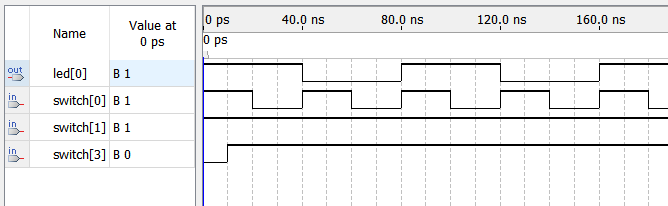 Name
Value at
0 ps
0 ps
40.0 ns
80.0 ns
120.0 ns
160.0 ns
0 ps
out
led[0]
B 1
in
switch[0]
B 1
in
switch[1]
B 1
in
switch[3]
B 0